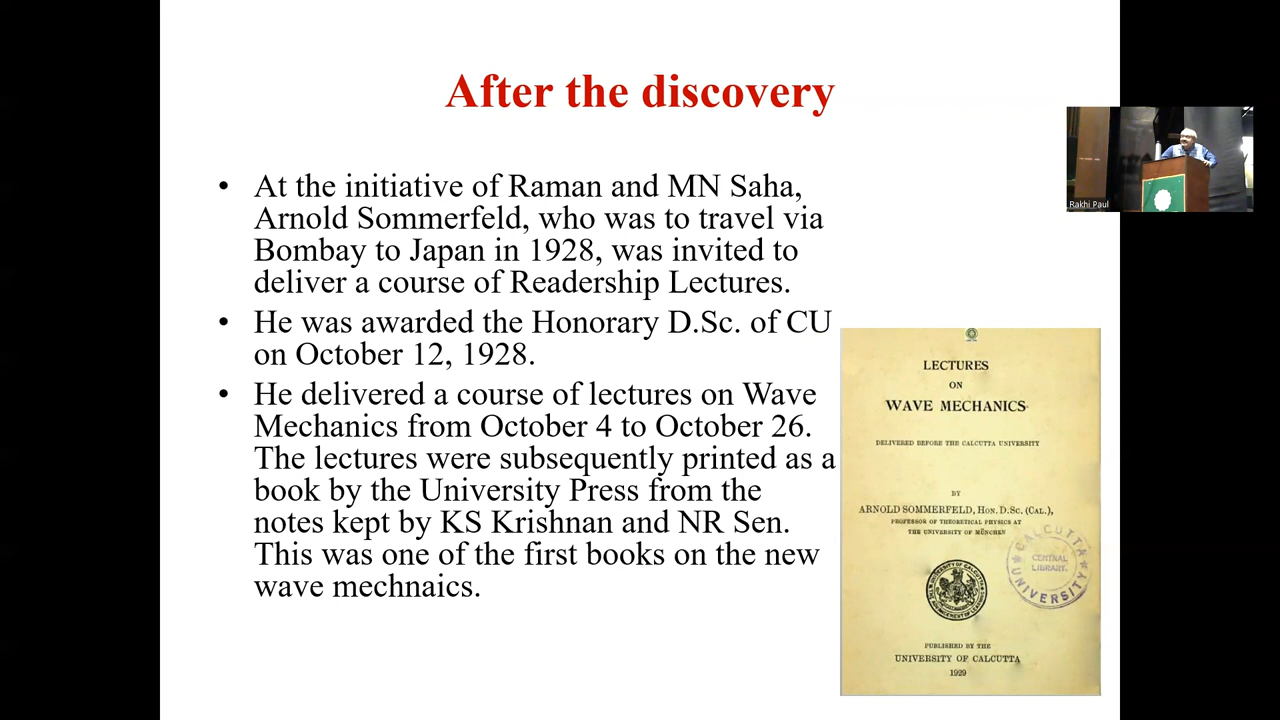 After the discovery
• At the initiative of Raman and MN Saha,
Arnold Sommerfeld, who was to travel via
Bombay to Japan in 1928, was invited to
deliver a course of Readership Lectures.
• He was awarded the Honorary D.Sc. of CU
on October 12, 1928.
• He delivered a course of lectures on Wave
Mechanics from October 4 to October 26.
The lectures were subsequently printed as a
book by the University Press from the
notes kept by KS Krishnan and NR Sen.
This was one of the first books on the new
wave mechnaics.
LECTURES
ON
WAVE MECHANICS
DELIVERED BEFORE THE CALCUTTA UNIVERSITY
BY
ARNOLD SOMMERFELD, HON. D.SC. (CAL.),
PROFESSOR OF THEORETICAL PHYSICS AT
THE UNIVERSITY OF MÜNCHEN
CALCUTTA UNIVERSITY
CENTRAL
LIBRARY.
PUBLISHED BY THE
UNIVERSITY OF CALCUTTA
1929
Rakhi Paul